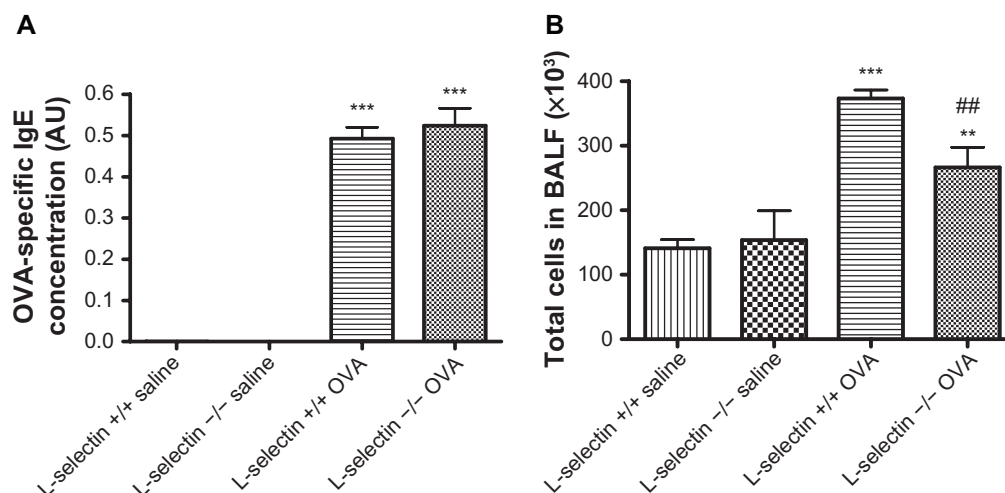 A
OVA-specific IgE
concentration (AU)
0.6
0.5
0.4
0.3
0.2
0.1
0.0
***
***
L-selectin +/+ saline
L-selectin −/− saline
L-selectin +/+ OVA
L-selectin −/− OVA
B
Total cells in BALF (×10³)
400
300
200
100
0
***
##
**
L-selectin +/+ saline
L-selectin −/− saline
L-selectin +/+ OVA
L-selectin −/− OVA